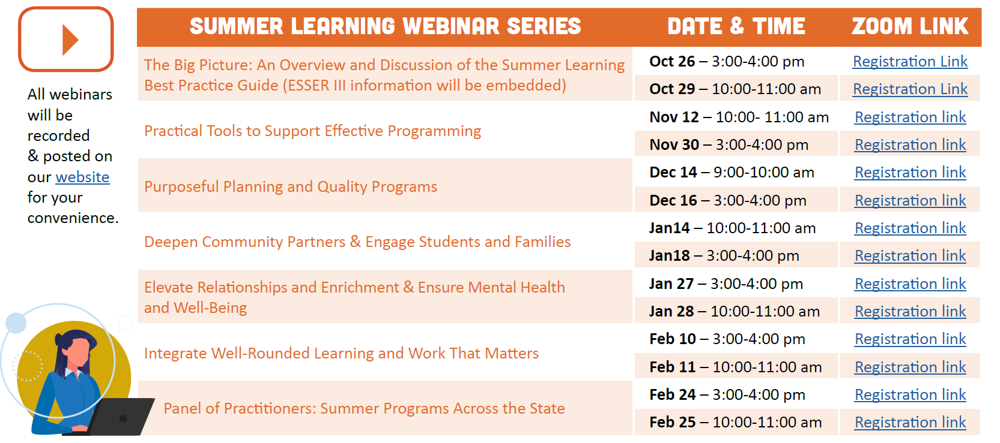 SUMMER LEARNING WEBINAR SERIES DATE & TIME ZOOM LINK
All webinars
will be
recorded
& posted on
our website
for your
convenience.
The Big Picture: An Overview and Discussion of the Summer Learning
Best Practice Guide (ESSER III information will be embedded)
Oct 26 – 3:00-4:00 pm Registration Link
Oct 29 – 10:00-11:00 am Registration Link
Practical Tools to Support Effective Programming
Nov 12 – 10:00- 11:00 am Registration link
Nov 30 – 3:00-4:00 pm Registration link
Purposeful Planning and Quality Programs
Dec 14 – 9:00-10:00 am Registration link
Dec 16 – 3:00-4:00 pm Registration link
Deepen Community Partners & Engage Students and Families
Jan14 – 10:00-11:00 am Registration link
Jan18 – 3:00-4:00 pm Registration link
Elevate Relationships and Enrichment & Ensure Mental Health
and Well-Being
Jan 27 – 3:00-4:00 pm Registration link
Jan 28 – 10:00-11:00 am Registration link
Integrate Well-Rounded Learning and Work That Matters
Feb 10 – 3:00-4:00 pm Registration link
Feb 11 – 10:00-11:00 am Registration link
Panel of Practitioners: Summer Programs Across the State
Feb 24 – 3:00-4:00 pm Registration link
Feb 25 – 10:00-11:00 am Registration link